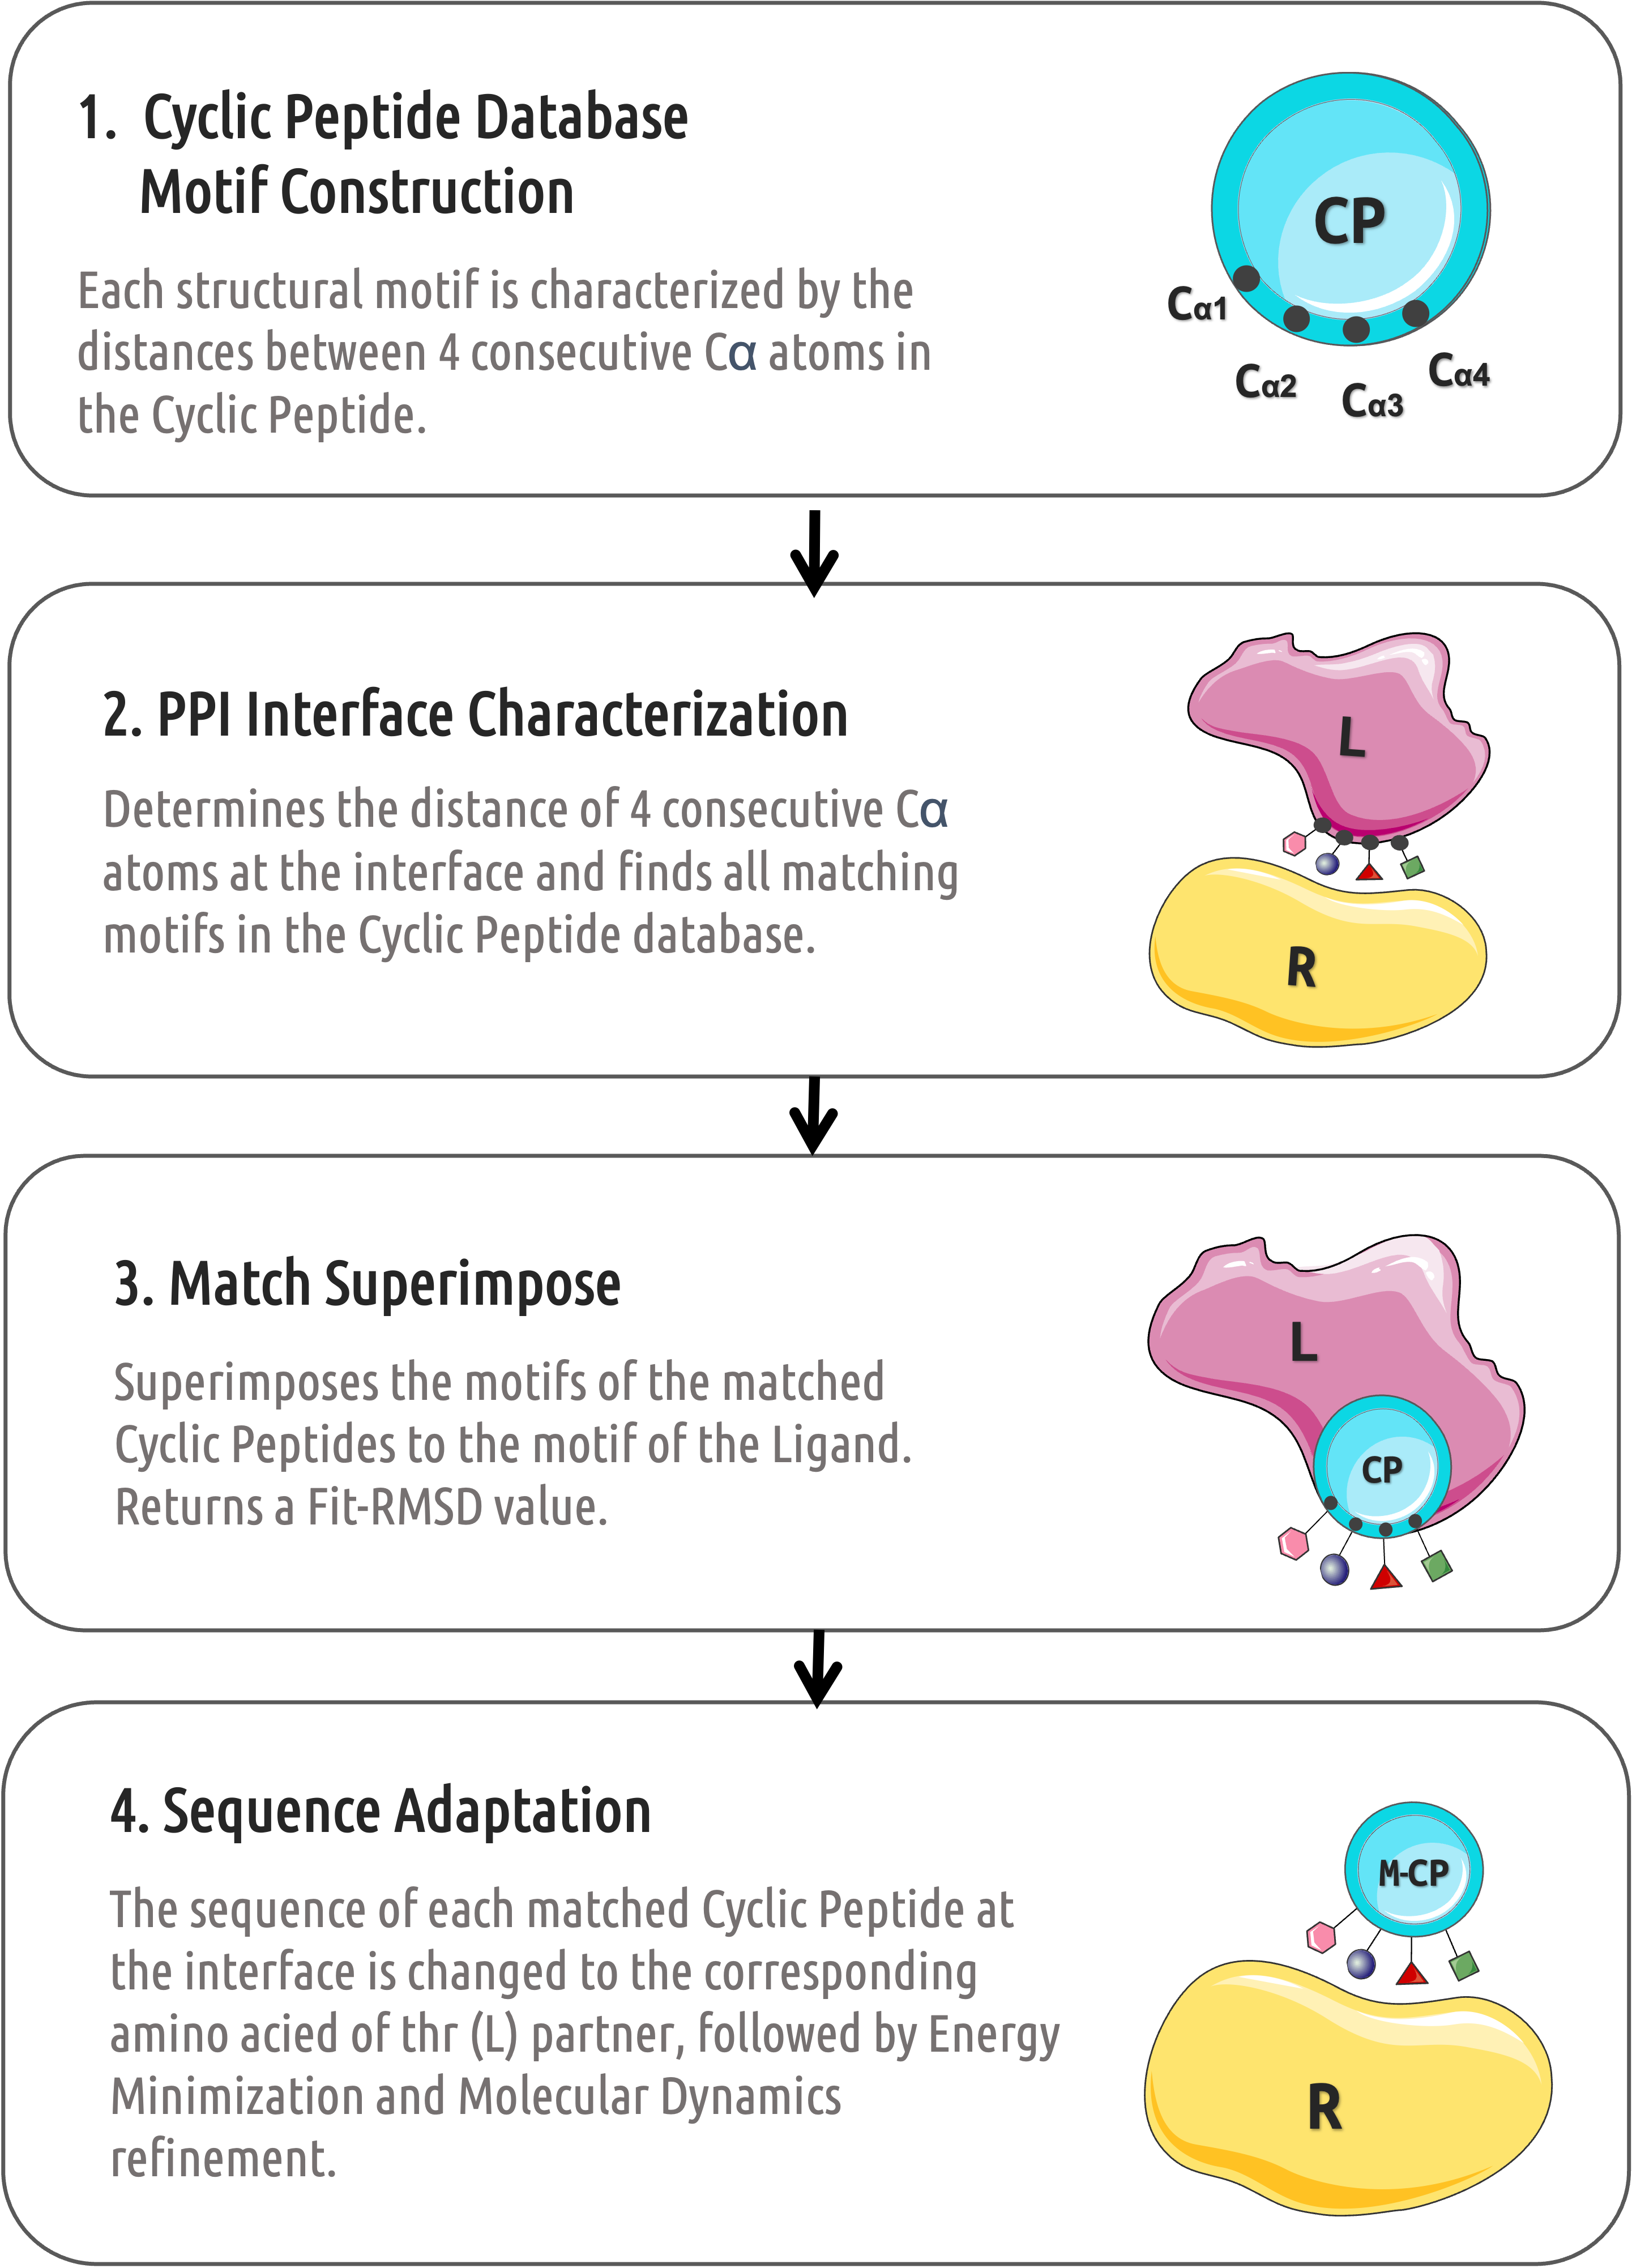 1. Cyclic Peptide Database
Motif Construction
Each structural motif is characterized by the
distances between 4 consecutive Cα atoms in
the Cyclic Peptide.
CP
Cα1
Cα2
Cα3
Cα4
2. PPI Interface Characterization
Determines the distance of 4 consecutive Cα
atoms at the interface and finds all matching
motifs in the Cyclic Peptide database.
L
R
3. Match Superimpose
Superimposes the motifs of the matched
Cyclic Peptides to the motif of the Ligand.
Returns a Fit-RMSD value.
L
CP
4. Sequence Adaptation
The sequence of each matched Cyclic Peptide at
the interface is changed to the corresponding
amino acied of thr (L) partner, followed by Energy
Minimization and Molecular Dynamics
refinement.
M-CP
R